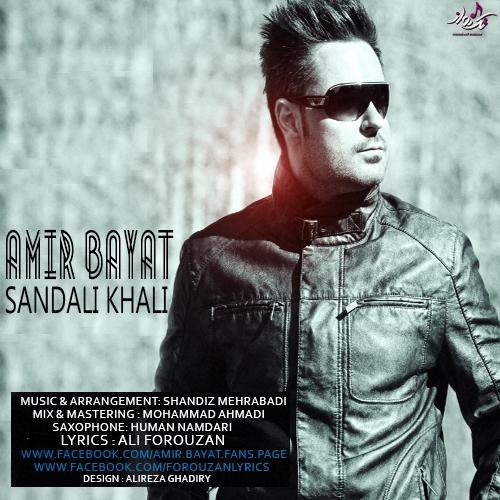 AMIR BAYAT
SANDALI KHALI
MUSIC & ARRANGEMENT: SHANDIZ MEHRABADI
MIX & MASTERING : MOHAMMAD AHMADI
SAXOPHONE: HUMAN NAMDARI
LYRICS : ALI FOROUZAN
WWW.FACEBOOK.COM/AMIR.BAYAT.FANS.PAGE
WWW.FACEBOOK.COM/FOROUZANLYRICS
DESIGN : ALIREZA GHADIRY